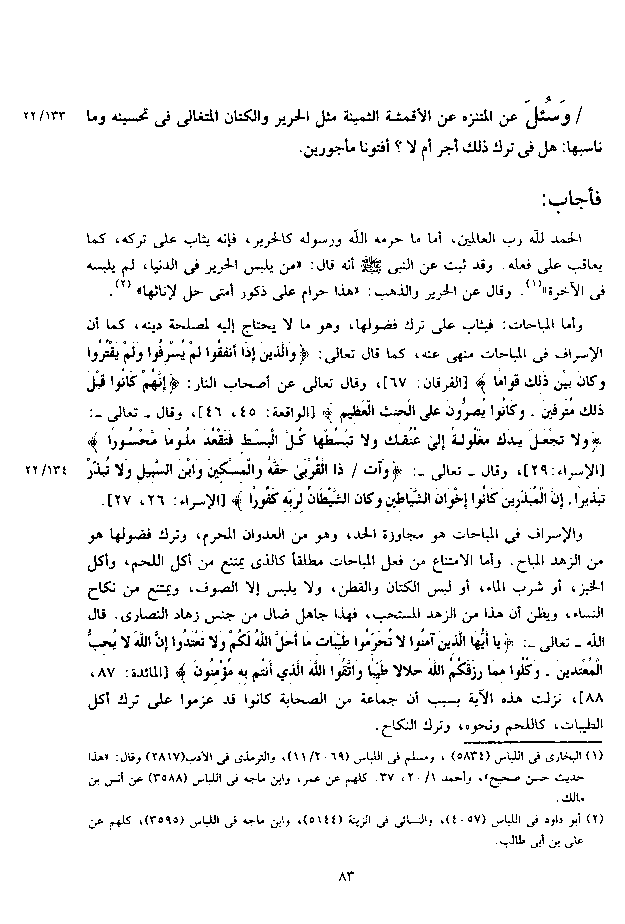 / وَسُئلَ عن المتنزه عن الأقمشة الثمينة مثل الحرير والكتان المتغالى فى تحسينه وما ٢٢/١٣٣
ناسبها: هل فى ترك ذلك أجر أم لا ؟ أفتونا مأجورين.
فأجاب:
الحمد للّه رب العالمين، أما ما حرمه اللّه ورسوله كالحرير، فإنه يثاب على تركه، كما
يعاقب على فعله. وقد ثبت عن النبى ﷺ أنه قال: «من يلبس الحرير فى الدنيا، لم يلبسه
فى الآخرة»(١). وقال عن الحرير والذهب: «هذا حرام على ذكور أمتى حل لإناثها» (٢).
وأما المباحات: فيثاب على ترك فضولها، وهو ما لا يحتاج إليه لمصلحة دينه، كما أن
الإسراف فى المباحات منهى عنه، كما قال تعالى: ﴿ وَالَّذِينَ إِذَا أَنفَقُوا لَمْ يُسْرِفُوا وَلَمْ يَقْتُرُوا
وَكَانَ بَيْنَ ذَلِكَ قَوَامًا ﴾ [الفرقان: ٦٧]، وقال تعالى عن أصحاب النار: ﴿ إِنَّهُمْ كَانُوا قَبْلَ
ذَلِكَ مُتْرَفِينَ . وَكَانُوا يُصِرُّونَ عَلَى الْحِنثِ الْعَظِيمِ ﴾ [الواقعة: ٤٥، ٤٦]، وقال ـ تعالى ـ:
﴿ وَلا تَجْعَلْ يَدَكَ مَغْلُولَةً إِلَىٰ عُنُقِكَ وَلا تَبْسُطْهَا كُلَّ الْبَسْطِ فَتَقْعُدَ مَلُومًا مَّحْسُورًا ﴾
[الإسراء: ٢٩]، وقال ـ تعالى ـ: ﴿ وَآتِ / ذَا الْقُرْبَىٰ حَقَّهُ وَالْمِسْكِينَ وَابْنَ السَّبِيلِ وَلا تُبَذِّرْ ٢٢/١٣٤
تَبْذِيرًا. إِنَّ الْمُبَذِّرِينَ كَانُوا إِخْوَانَ الشَّيَاطِينِ وَكَانَ الشَّيْطَانُ لِرَبِّهِ كَفُورًا ﴾ [الإسراء: ٢٦، ٢٧].
والإسراف فى المباحات هو مجاوزة الحد، وهو من العدوان المحرم، وترك فضولها هو
من الزهد المباح. وأما الامتناع من فعل المباحات مطلقاً كالذى يمتنع من أكل اللحم، وأكل
الخبز، أو شرب الماء، أو لبس الكتان والقطن، ولا يلبس إلا الصوف، ويمتنع من نكاح
النساء، ويظن أن هذا من الزهد المستحب، فهذا جاهل ضال من جنس زهاد النصارى. قال
اللّه ـ تعالى ـ: ﴿ يَا أَيُّهَا الَّذِينَ آمَنُوا لا تُحَرِّمُوا طَيِّبَاتِ مَا أَحَلَّ اللَّهُ لَكُمْ وَلا تَعْتَدُوا إِنَّ اللَّهَ لا يُحِبُّ
الْمُعْتَدِينَ . وَكُلُوا مِمَّا رَزَقَكُمُ اللَّهُ حَلالاً طَيِّبًا وَاتَّقُوا اللَّهَ الَّذِي أَنتُم بِهِ مُؤْمِنُونَ ﴾ [المائدة: ٨٧،
٨٨]، نزلت هذه الآية بسبب أن جماعة من الصحابة كانوا قد عزموا على ترك أكل
الطيبات، كاللحم ونحوه، وترك النكاح.
(١) البخارى فى اللباس (٥٨٣٤) ، ومسلم فى اللباس (٢٠٦٩/ ١١)، والترمذى فى الأدب(٢٨١٧) وقال: «هذا
حديث حسن صحيح»، وأحمد ١/ ٢٠، ٣٧. كلهم عن عمر، وابن ماجه فى اللباس (٣٥٨٨) عن أنس بن
مالك.
(٢) أبو داود فى اللباس (٤٠٥٧)، والنسائى فى الزينة (٥١٤٤)، وابن ماجه فى اللباس (٣٥٩٥)، كلهم عن
على بن أبى طالب.
٨٣